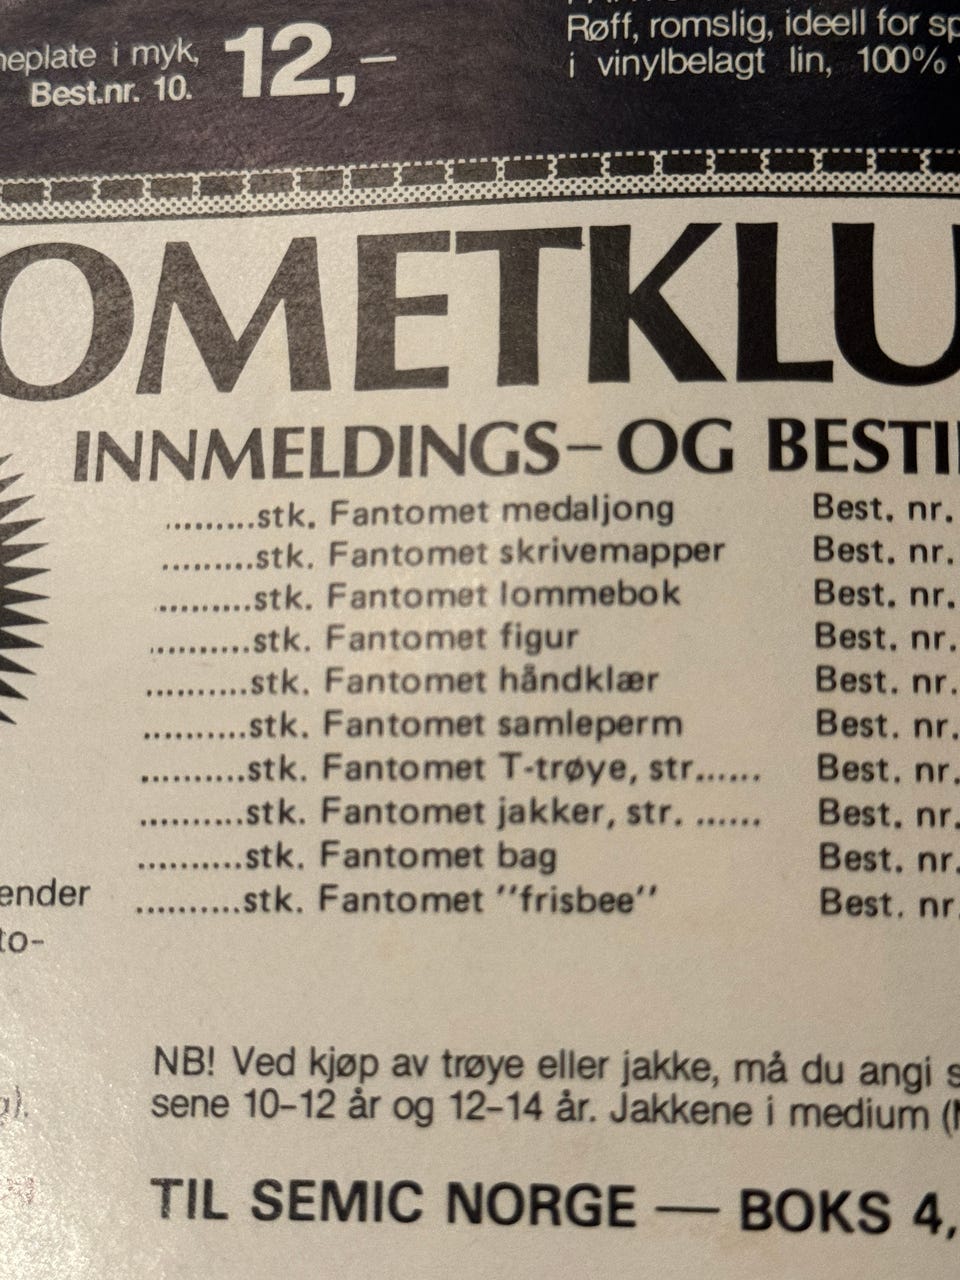 i myk,
Best.nr. 10.
12,–
Røff, romslig, ideell for
i vinylbelagt lin, 100%
OMETKLU
INNMELDINGS– OG BESTI
.........stk. Fantomet medaljong Best. nr.
.........stk. Fantomet skrivemapper Best. nr.
.........stk. Fantomet lommebok Best. nr.
..........stk. Fantomet figur Best. nr.
..........stk. Fantomet håndklær Best. nr.
..........stk. Fantomet samleperm Best. nr.
..........stk. Fantomet T-trøye, str...... Best. nr.
..........stk. Fantomet jakker, str. ...... Best. nr.
..........stk. Fantomet bag Best. nr.
..........stk. Fantomet "frisbee" Best. nr.
ender
to-
NB! Ved kjøp av trøye eller jakke, må du angi s
sene 10–12 år og 12–14 år. Jakkene i medium (
g).
TIL SEMIC NORGE — BOKS 4,